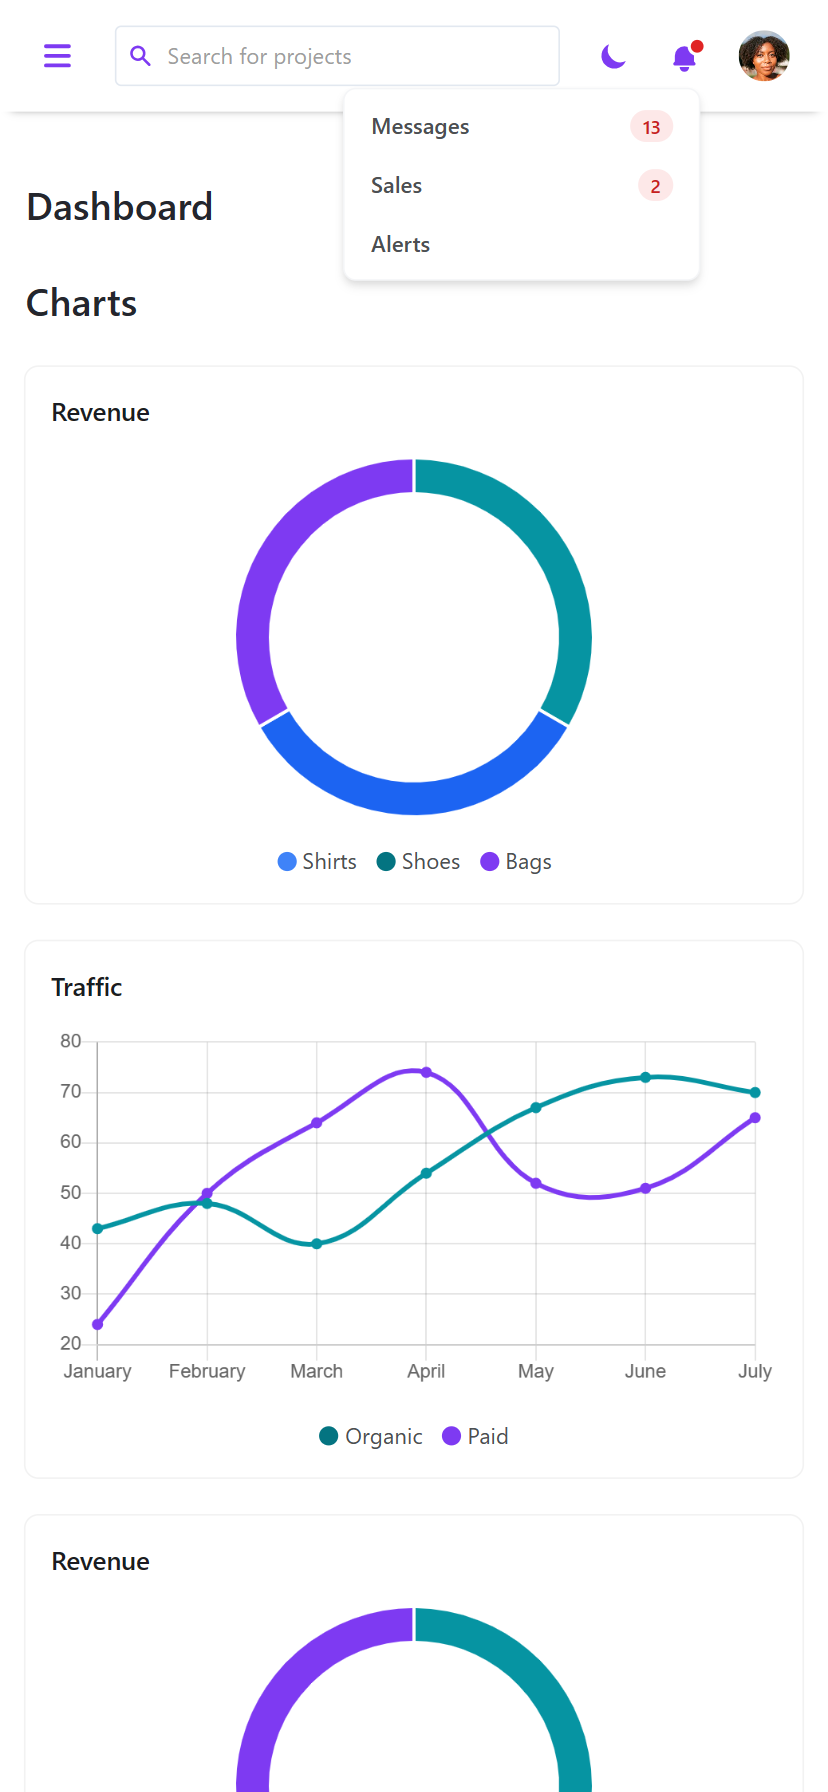 Search for projects
Messages 13
Sales 2
Alerts
Dashboard
Charts
Revenue
Shirts Shoes Bags
Traffic
80
70
60
50
40
30
20
January February March April May June July
Organic Paid
Revenue